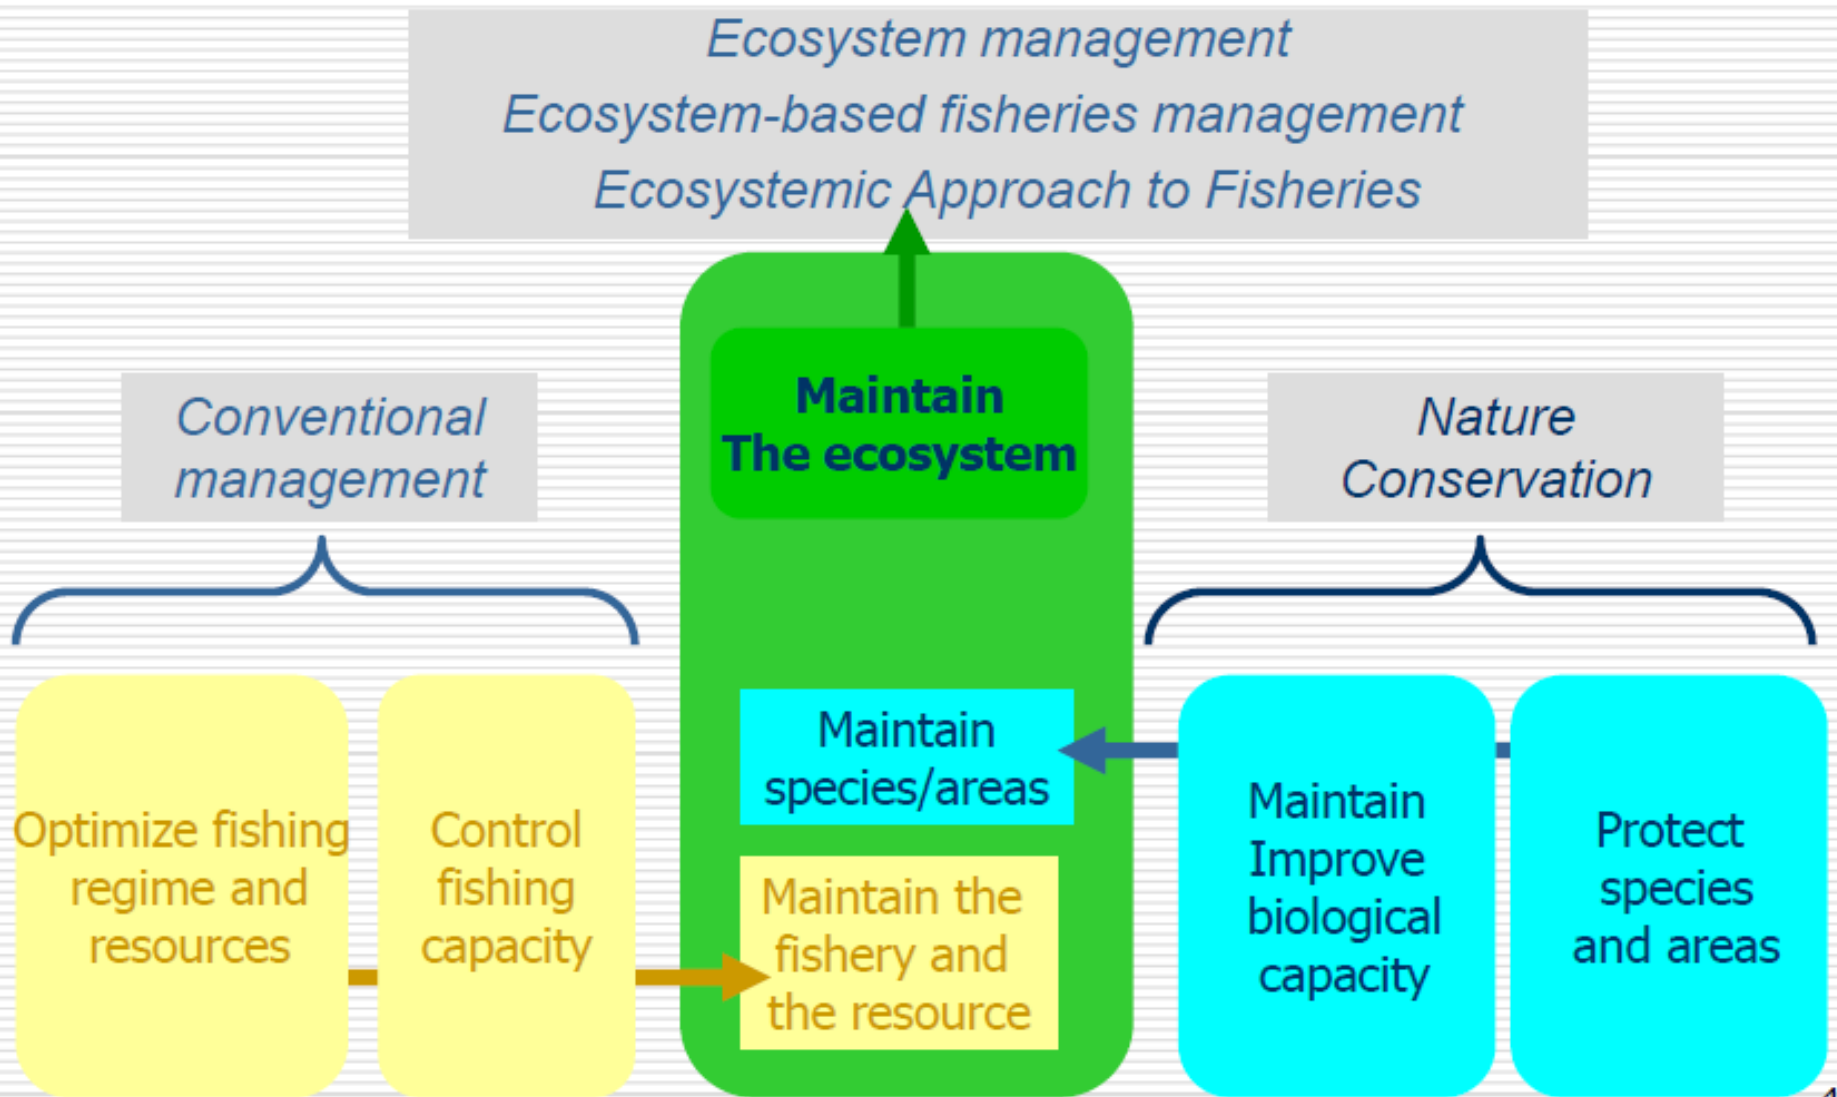 Ecosystem management
Ecosystem-based fisheries management
Ecosystemic Approach to Fisheries
Conventional
management
Maintain
The ecosystem
Nature
Conservation
Optimize fishing
regime and
resources
Control
fishing
capacity
Maintain
species/areas
Maintain the
fishery and
the resource
Maintain
Improve
biological
capacity
Protect
species
and areas